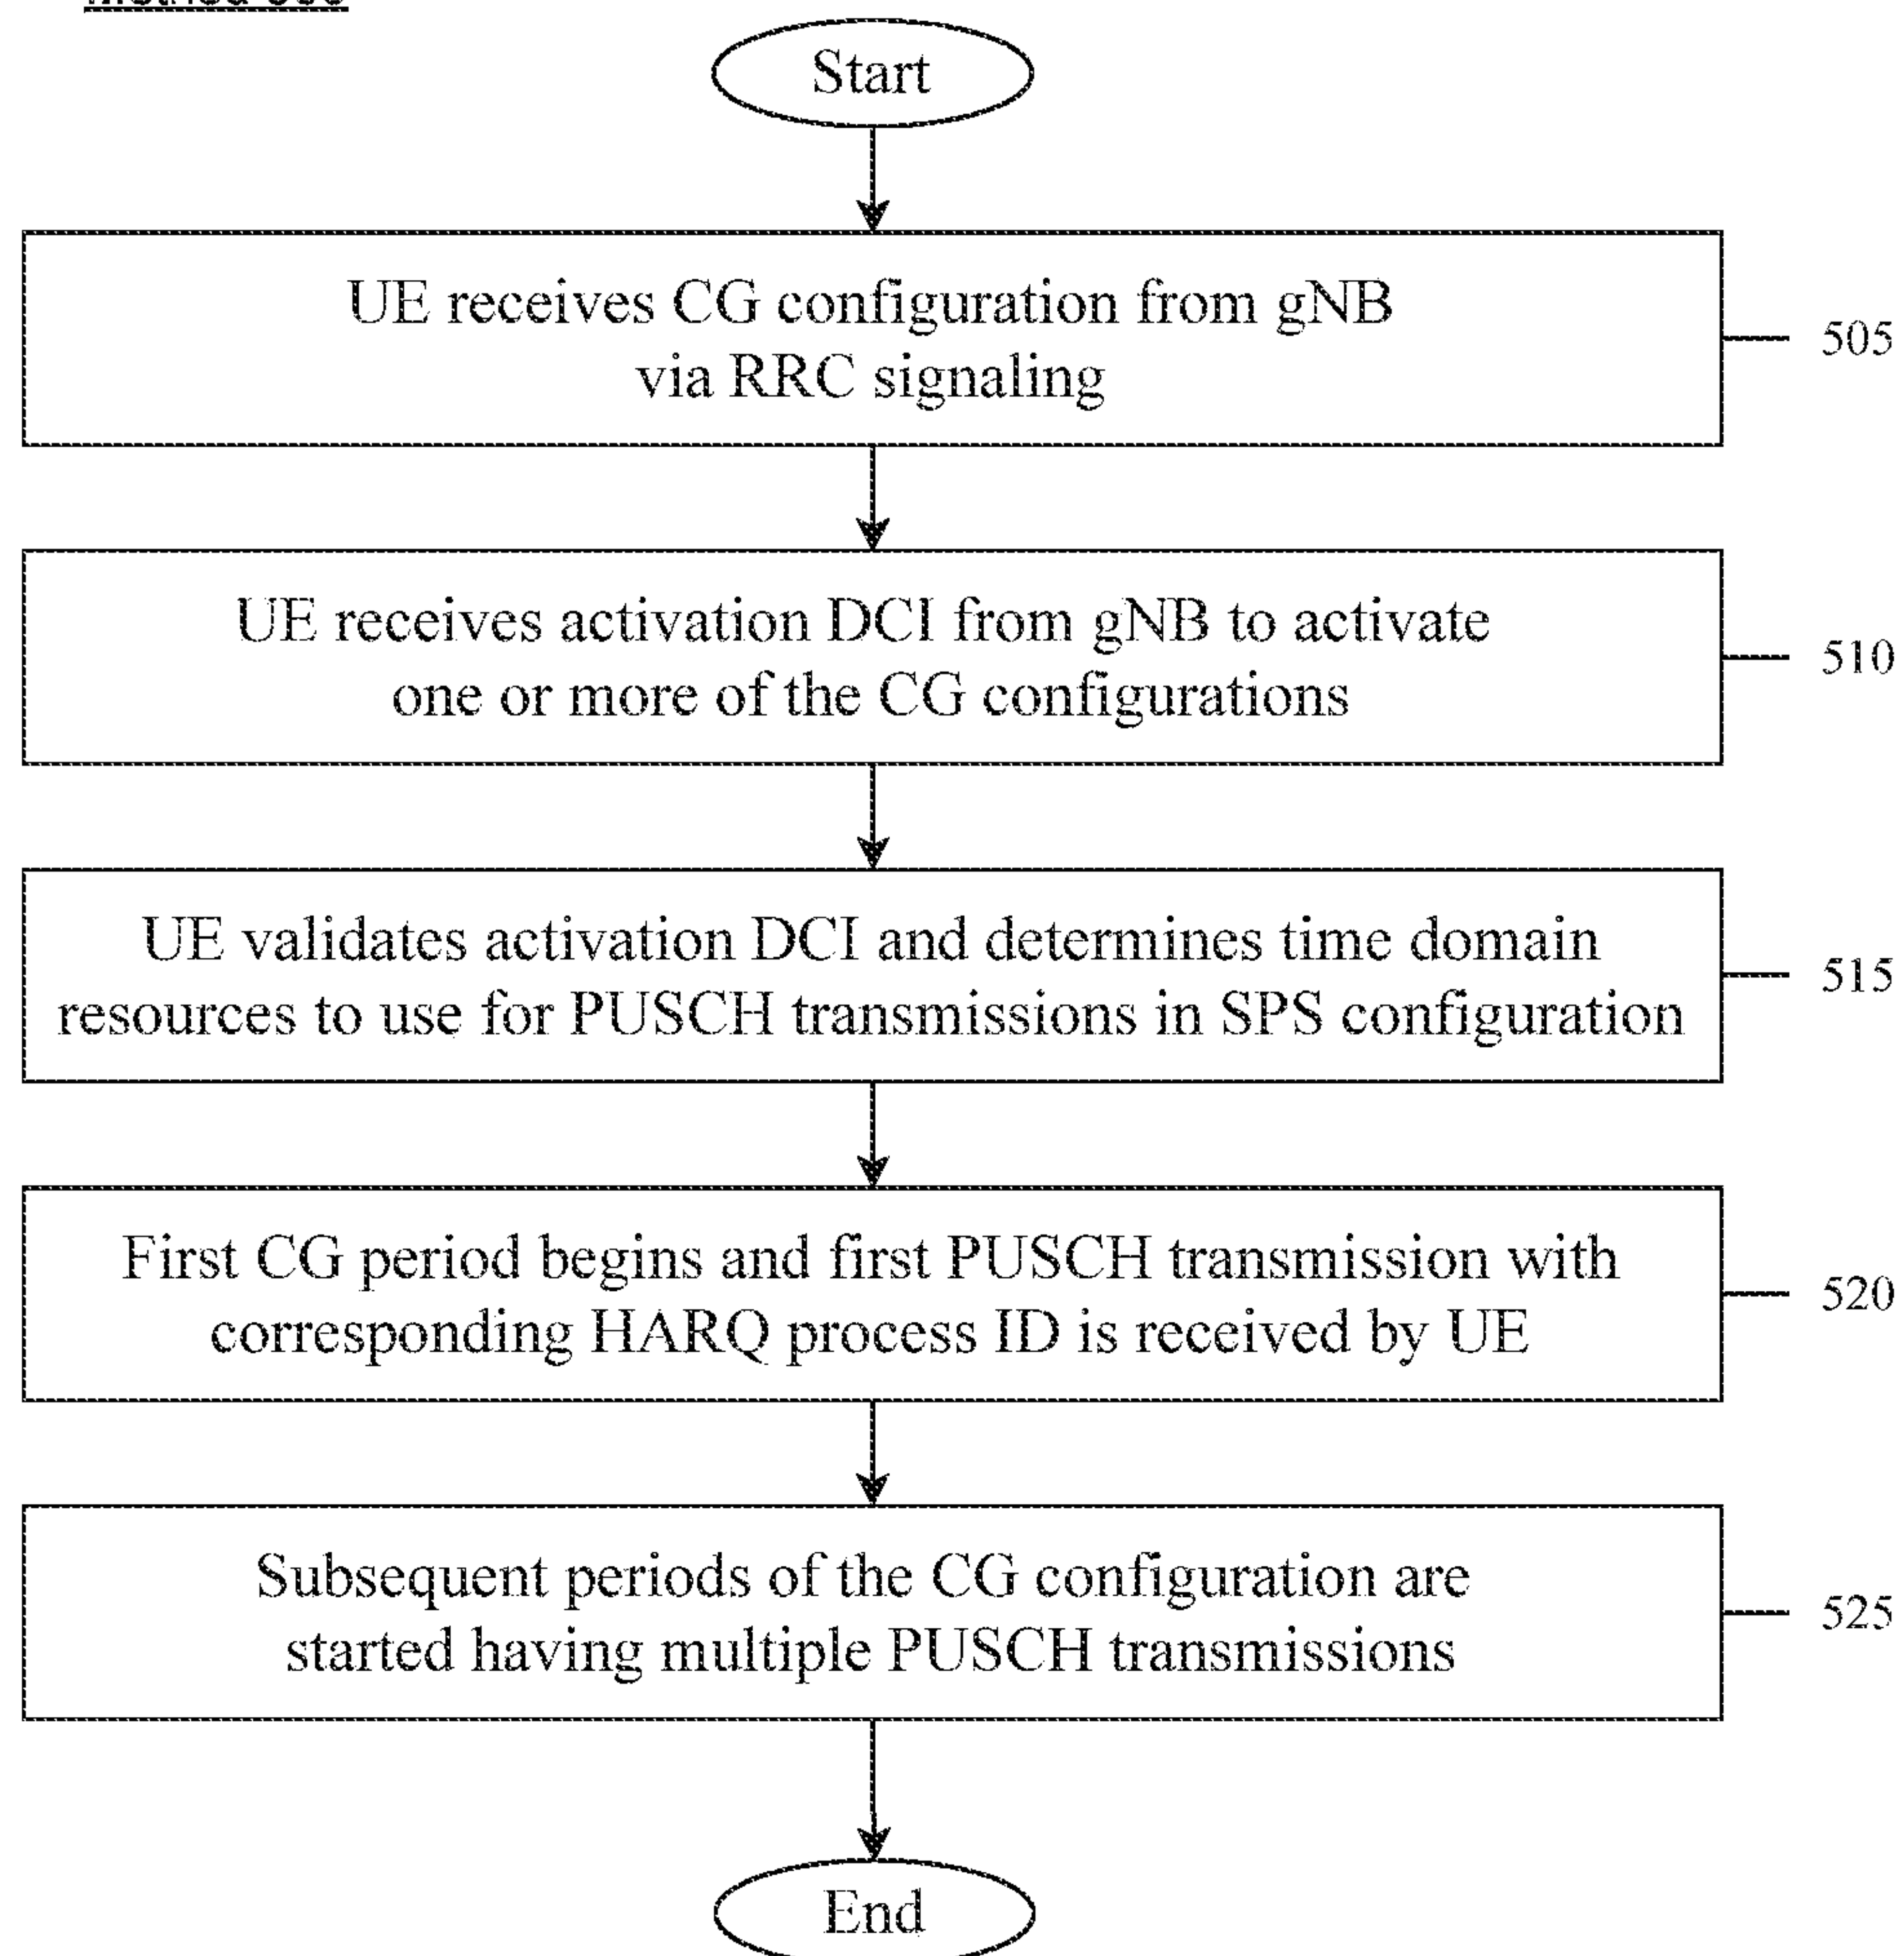 Start
UE receives CG configuration from gNB
via RRC signaling
505
UE receives activation DCI from gNB to activate
one or more of the CG configurations
510
UE validates activation DCI and determines time domain
resources to use for PUSCH transmissions in SPS configuration
515
First CG period begins and first PUSCH transmission with
corresponding HARQ process ID is received by UE
520
Subsequent periods of the CG configuration are
started having multiple PUSCH transmissions
525
End